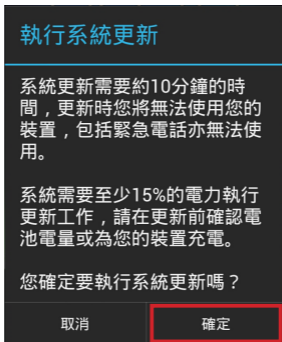 執行系統更新
系統更新需要約10分鐘的時
間，更新時您將無法使用您的
裝置，包括緊急電話亦無法使
用。
系統需要至少15%的電力執行
更新工作，請在更新前確認電
池電量或為您的裝置充電。
您確定要執行系統更新嗎？
取消
確定